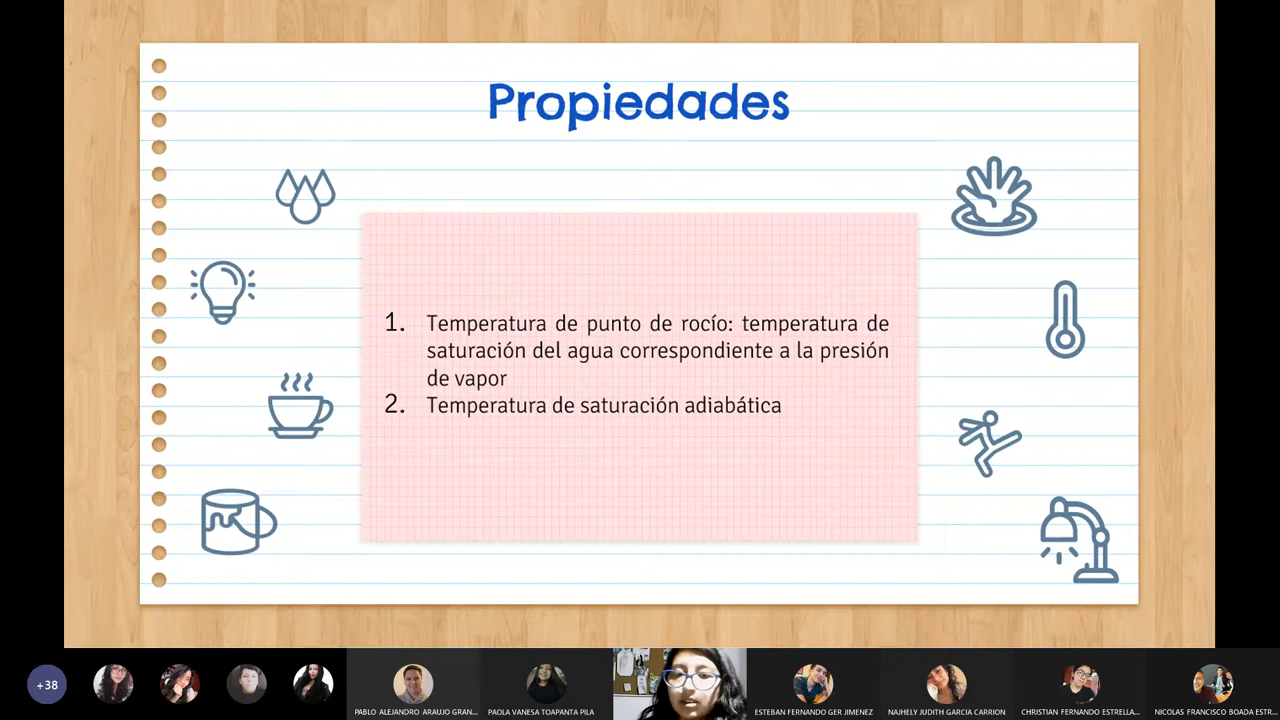 Propiedades
1. Temperatura de punto de rocío: temperatura de
saturación del agua correspondiente a la presión
de vapor
2. Temperatura de saturación adiabática
+38
PABLO ALEJANDRO ARAUJO GRAN...
PAOLA VANESA TOAPANTA PILA
ESTEBAN FERNANDO GER JIMENEZ
NAJHELY JUDITH GARCIA CARRION
CHRISTIAN FERNANDO ESTRELLA...
NICOLAS FRANCISCO BOADA ESTR...